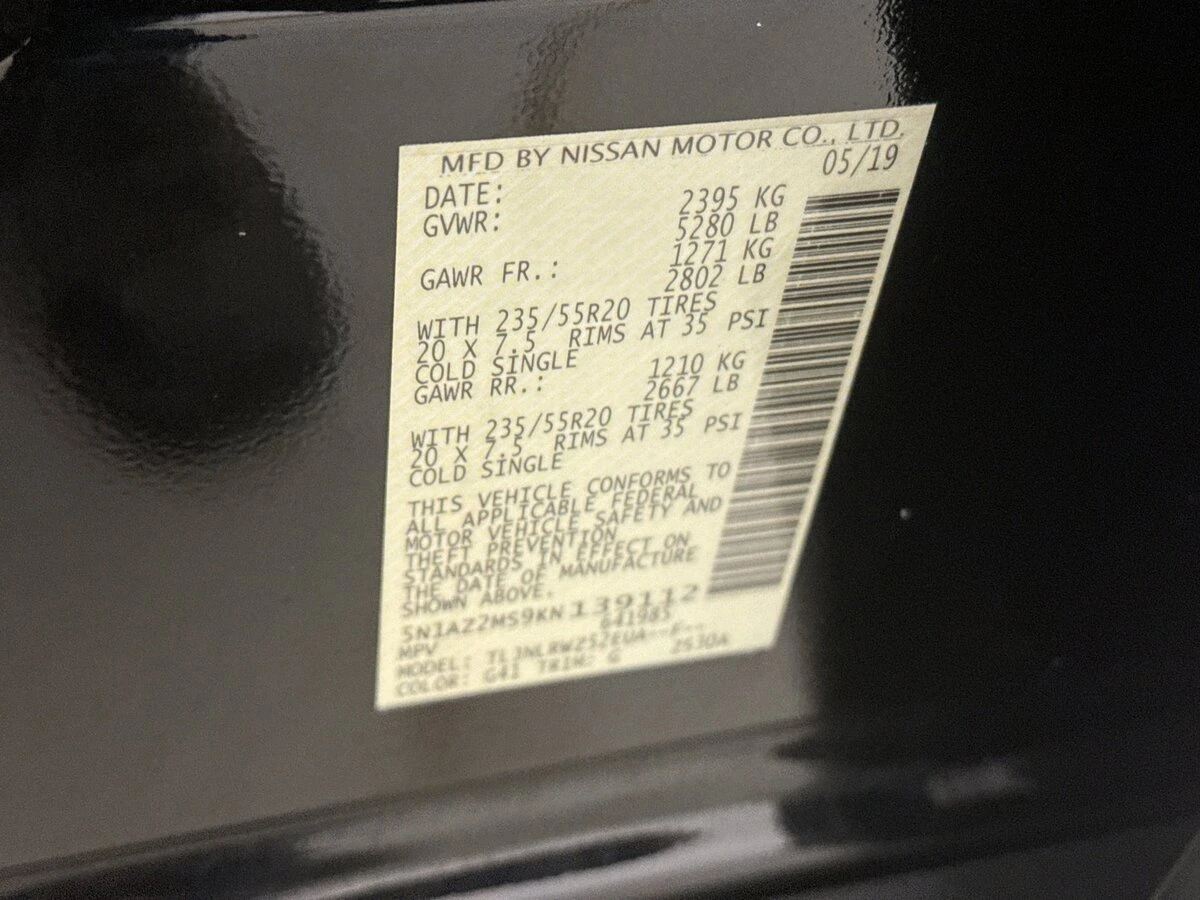 MFD BY NISSAN MOTOR CO., LTD.
DATE: 05/19
GVWR: 2395 KG
5280 LB
1271 KG
GAWR FR.: 2802 LB
WITH 235/55R20 TIRES
20 X 7.5 RIMS AT 35 PSI
COLD SINGLE
1210 KG
GAWR RR.: 2667 LB
WITH 235/55R20 TIRES
20 X 7.5 RIMS AT 35 PSI
COLD SINGLE
THIS VEHICLE CONFORMS TO
ALL APPLICABLE FEDERAL
MOTOR VEHICLE SAFETY AND
THEFT PREVENTION
STANDARDS IN EFFECT ON
THE DATE OF MANUFACTURE
SHOWN ABOVE.
5N1AZ2MS9KN139112
MPV 641985
MODEL:
COLOR: G41 TRIM: G